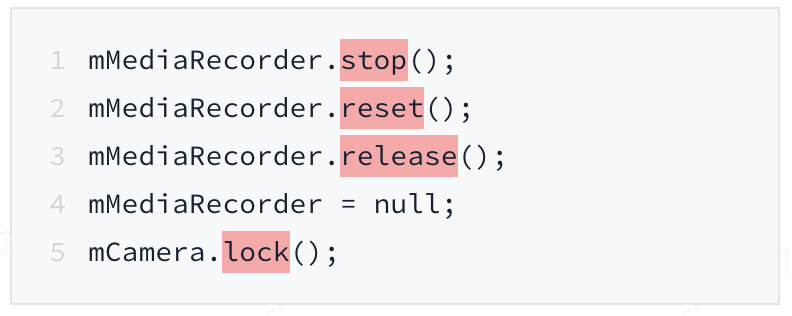 1 mMediaRecorder.stop();
2 mMediaRecorder.reset();
3 mMediaRecorder.release();
4 mMediaRecorder = null;
5 mCamera.lock();